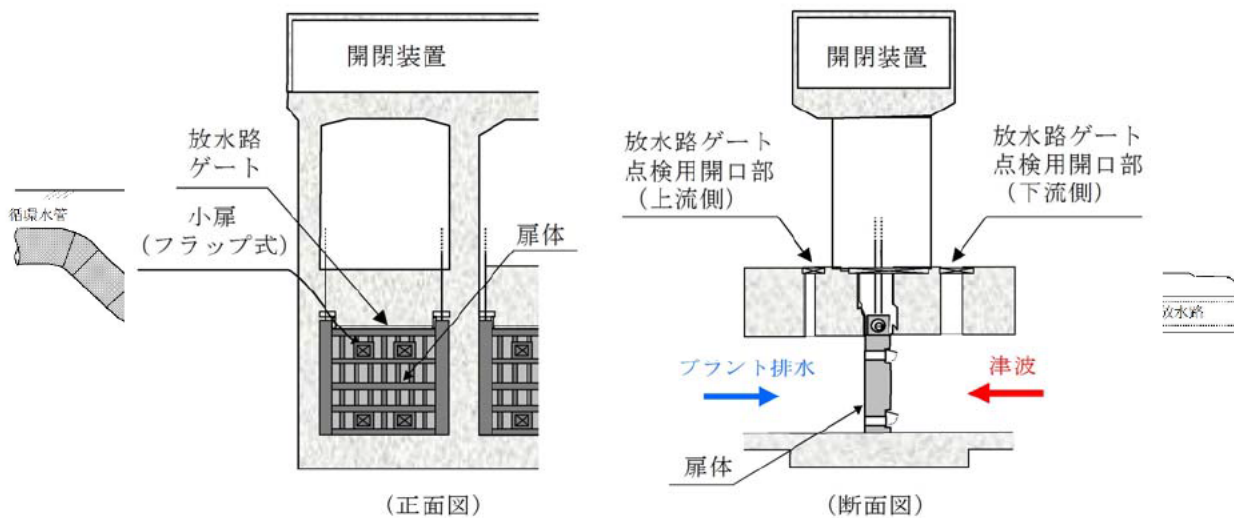 開閉装置
放水路
ゲート
小扉
(フラップ式)
扉体
循環水管
(正面図)
開閉装置
放水路ゲート
点検用開口部
(上流側)
放水路ゲート
点検用開口部
(下流側)
プラント排水
津波
扉体
放水路
(断面図)